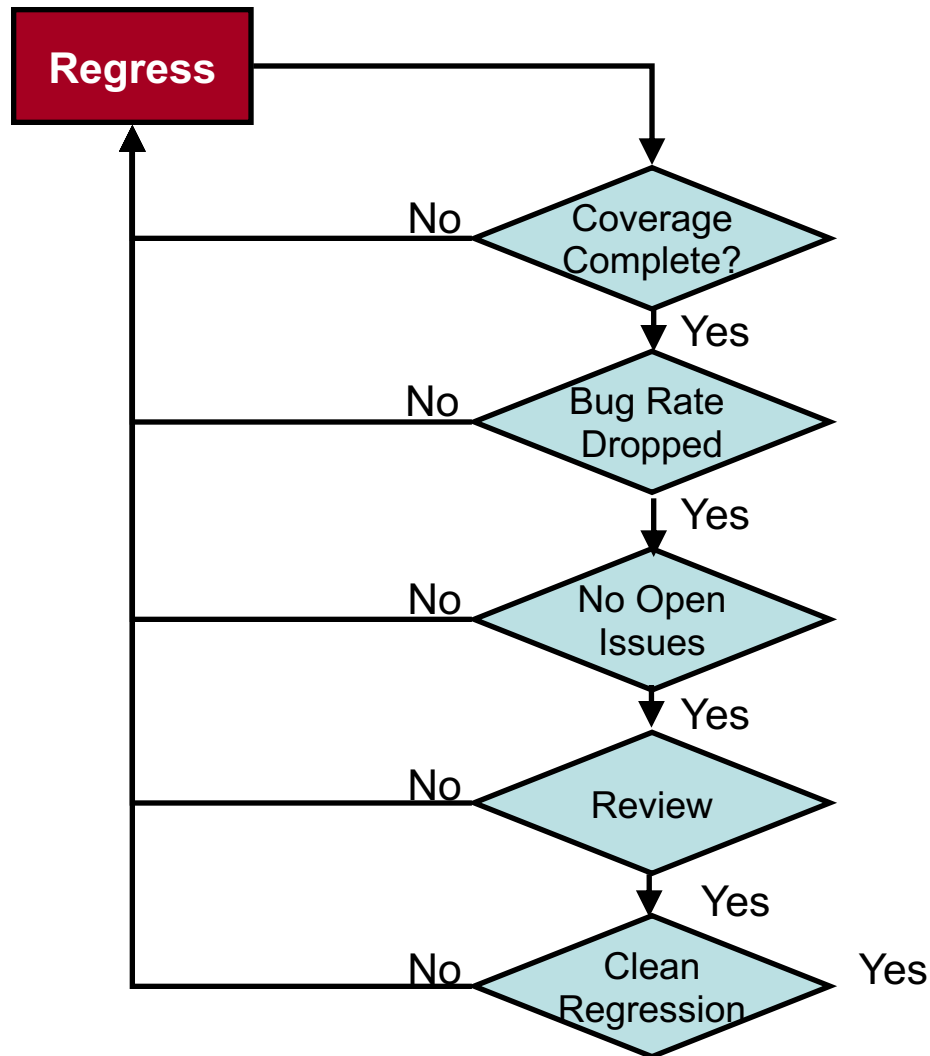 Regress
No
Coverage
Complete?
Yes
No
Bug Rate
Dropped
Yes
No
No Open
Issues
Yes
No
Review
Yes
No
Clean
Regression
Yes